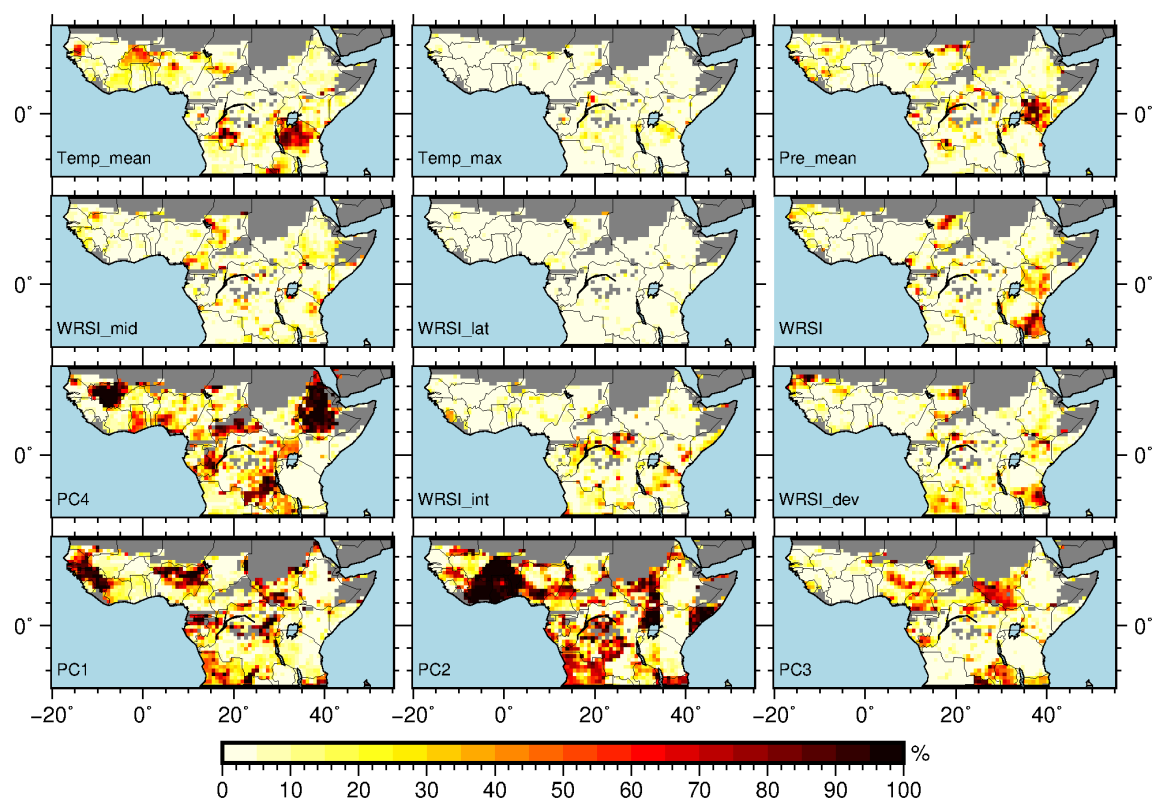 Temp_mean
Temp_max
Pre_mean
0°
0°
WRSI_mid
WRSI_lat
WRSI
0°
0°
PC4
WRSI_int
WRSI_dev
0°
0°
PC1
PC2
PC3
0°
0°
−20° 0° 20° 40° −20° 0° 20° 40° −20° 0° 20° 40°
%
0 10 20 30 40 50 60 70 80 90 100